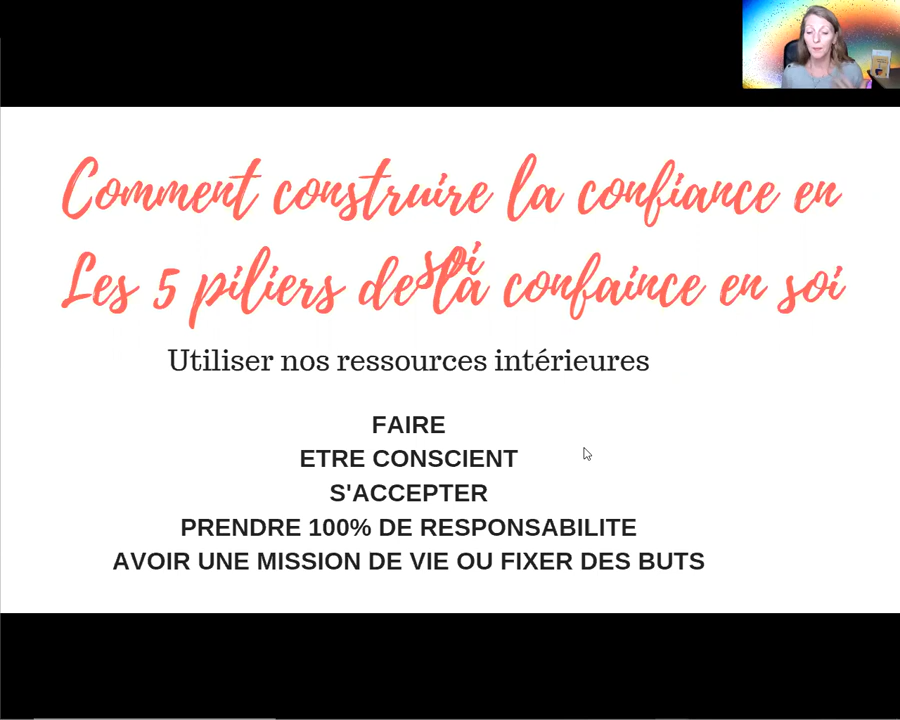 Comment construire la confiance en
soi
Les 5 piliers de la confaince en soi
Utiliser nos ressources intérieures
FAIRE
ETRE CONSCIENT
S'ACCEPTER
PRENDRE 100% DE RESPONSABILITE
AVOIR UNE MISSION DE VIE OU FIXER DES BUTS